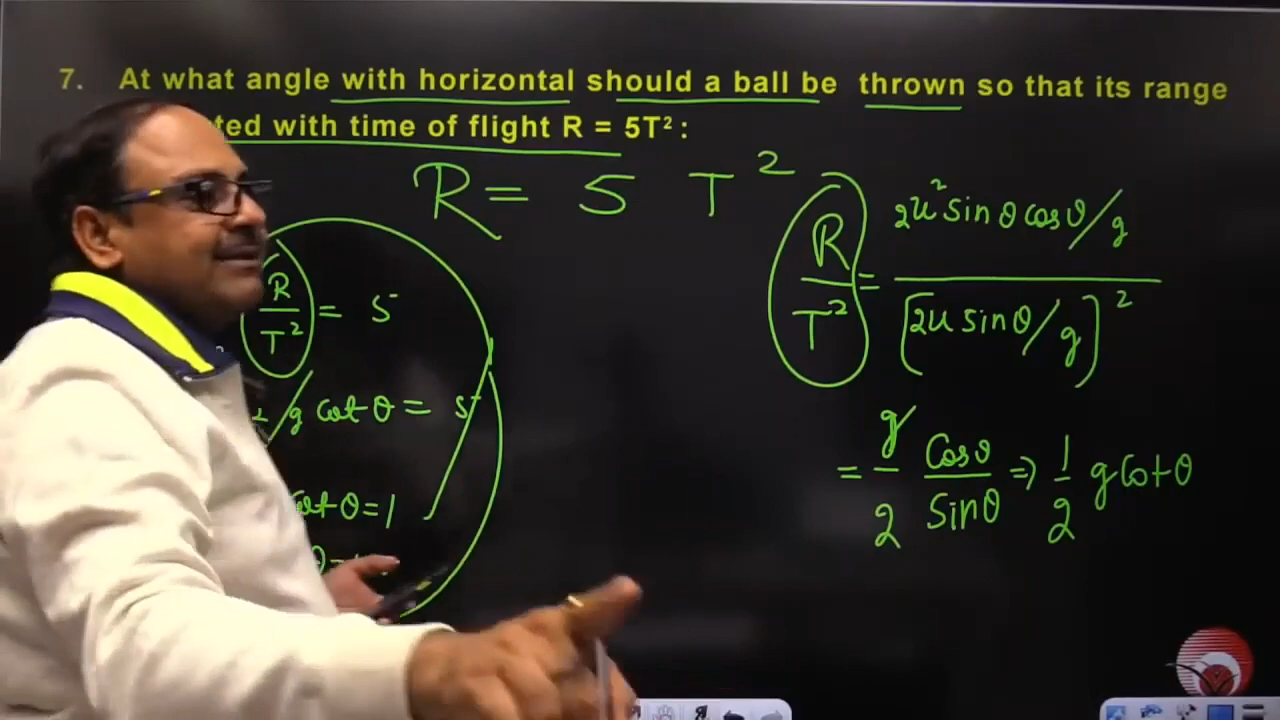 7. At what angle with horizontal should a ball be thrown so that its range
ted with time of flight R = 5T² :
R = 5 T²
R/T² = 5
/g cot θ = 5
cot θ = 1
R/T² = 2u² sin θ cos θ/g / [2u sin θ/g]²
= g/2 cos θ/sin θ ⇒ 1/2 g cot θ